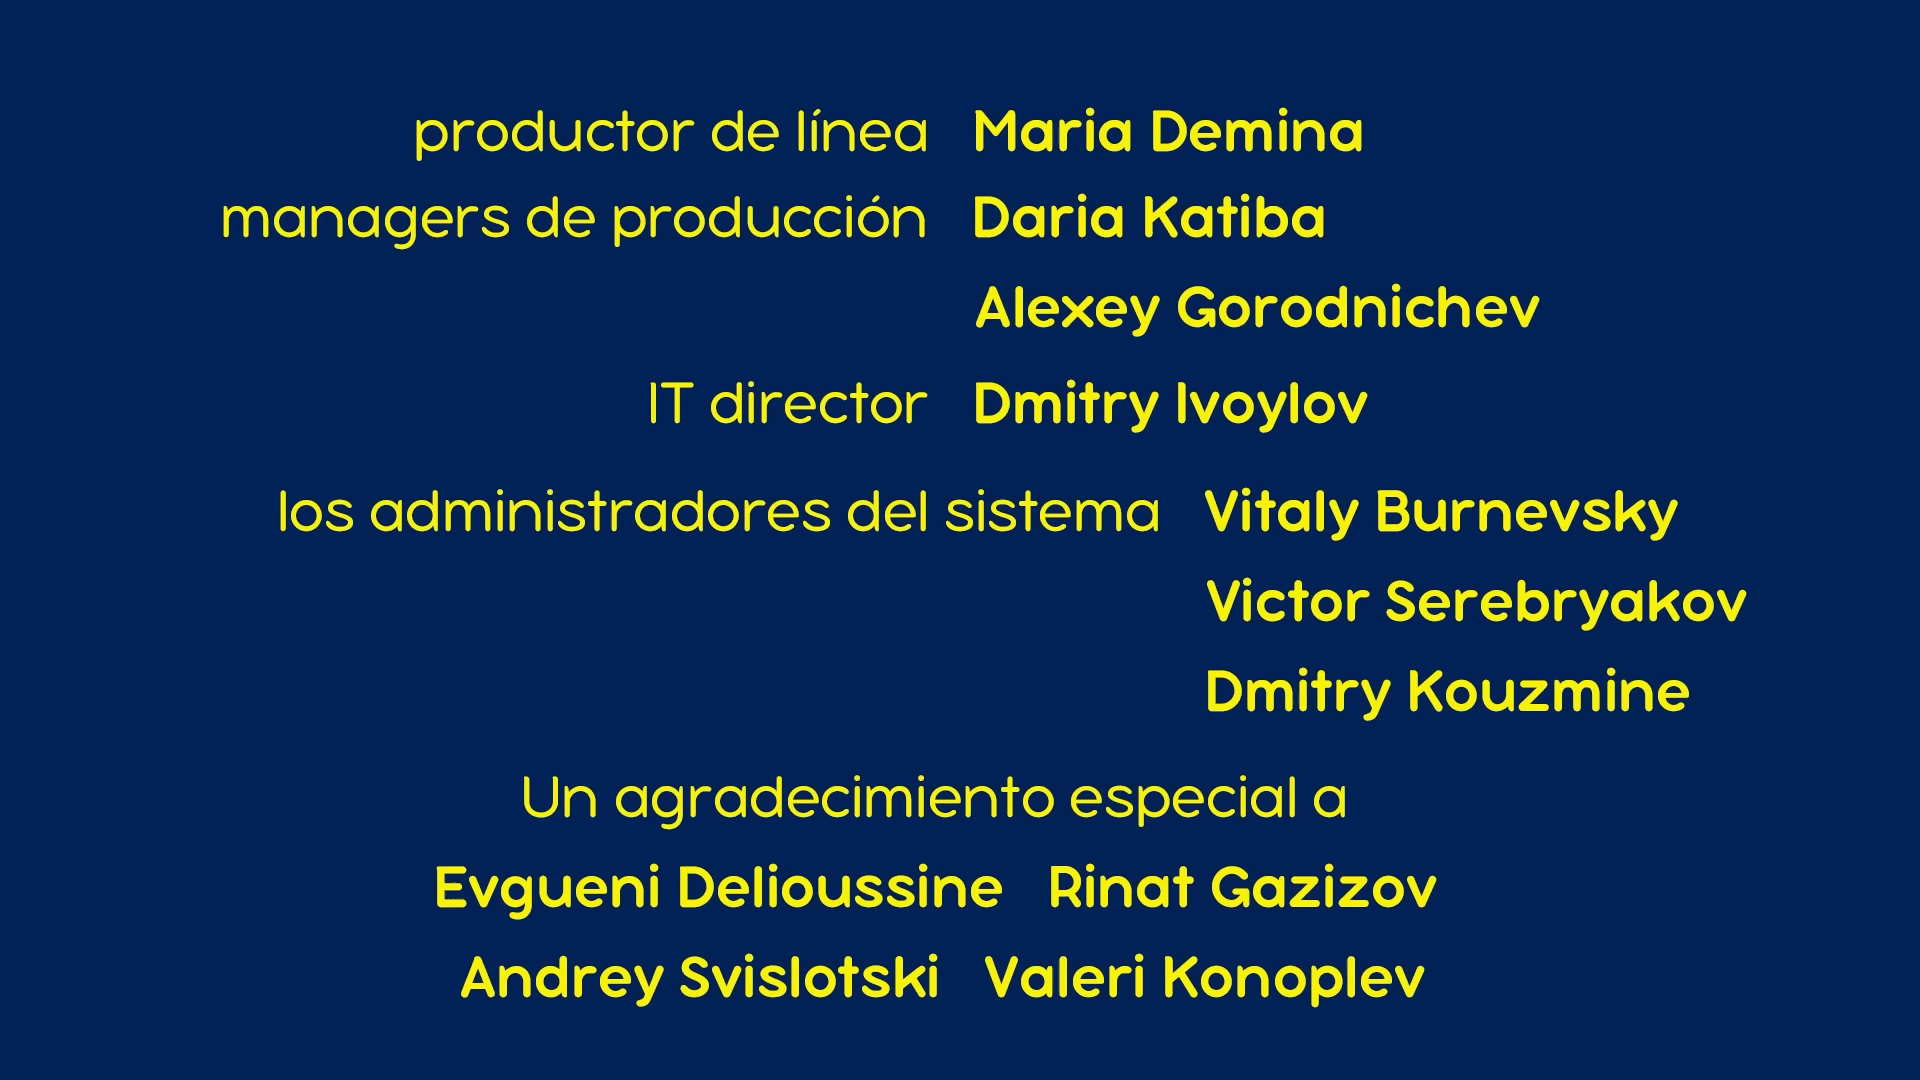 productor de línea Maria Demina
managers de producción Daria Katiba
Alexey Gorodnichev
IT director Dmitry Ivoylov
los administradores del sistema Vitaly Burnevsky
Victor Serebryakov
Dmitry Kouzmine
Un agradecimiento especial a
Evgueni Delioussine Rinat Gazizov
Andrey Svislotski Valeri Konoplev